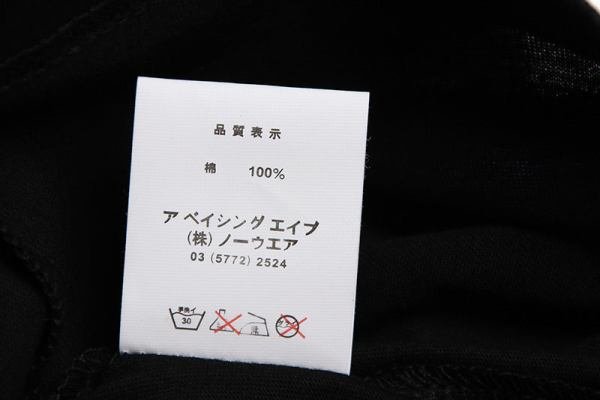 品質表示
綿 100%
ア ベイシング エイプ
(株) ノーウエア
03 (5772) 2524
30